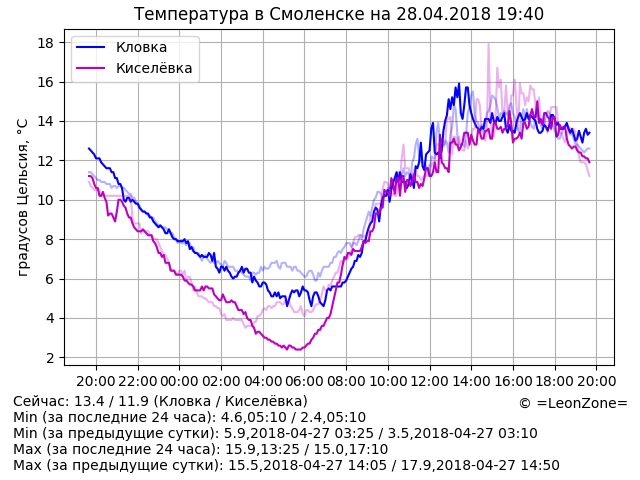 Температура в Смоленске на 28.04.2018 19:40
Кловка
Киселёвка
градусов Цельсия, °C
18
16
14
12
10
8
6
4
2
20:00 22:00 00:00 02:00 04:00 06:00 08:00 10:00 12:00 14:00 16:00 18:00 20:00
Сейчас: 13.4 / 11.9 (Кловка / Киселёвка)
© =LeonZone=
Min (за последние 24 часа): 4.6,05:10 / 2.4,05:10
Min (за предыдущие сутки): 5.9,2018-04-27 03:25 / 3.5,2018-04-27 03:10
Max (за последние 24 часа): 15.9,13:25 / 15.0,17:10
Max (за предыдущие сутки): 15.5,2018-04-27 14:05 / 17.9,2018-04-27 14:50